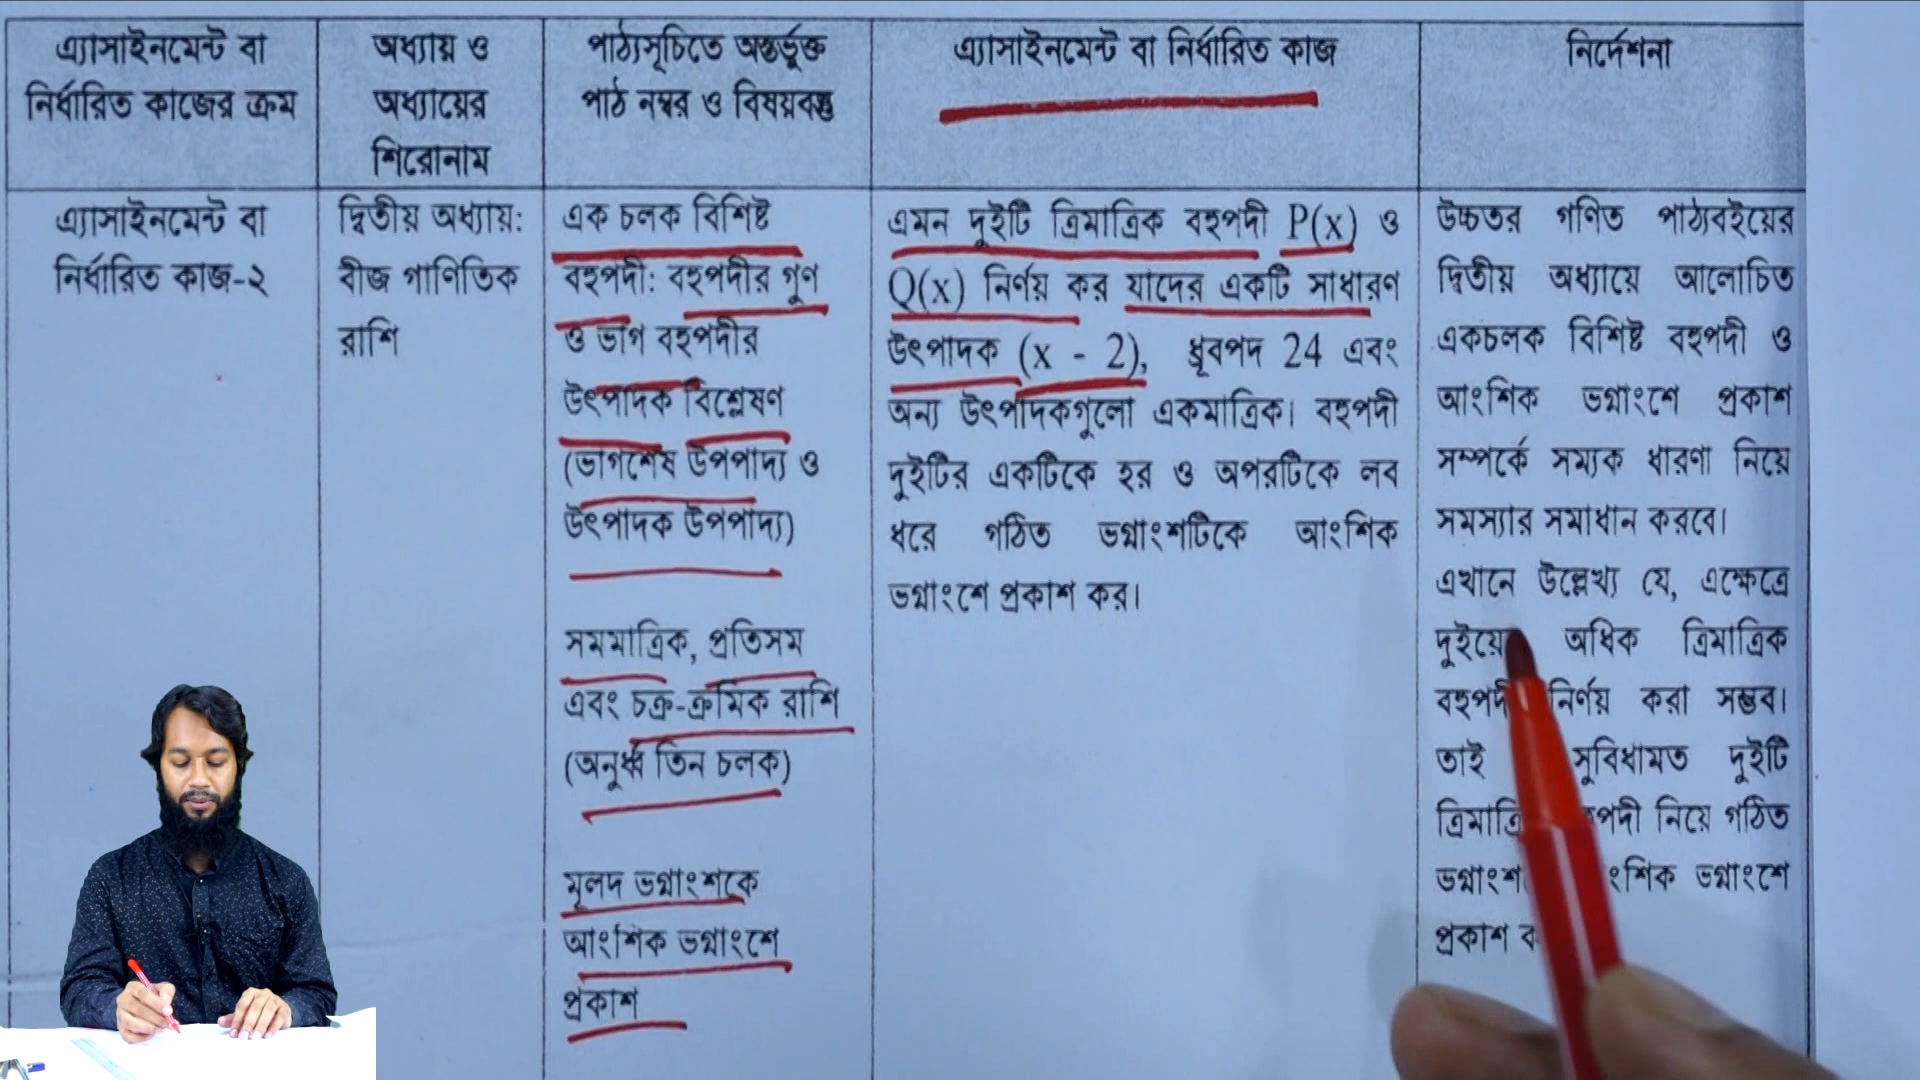 এ্যাসাইনমেন্ট বা
নির্ধারিত কাজের ক্রম
অধ্যায় ও
অধ্যায়ের
শিরোনাম
পাঠ্যসূচিতে অন্তর্ভুক্ত
পাঠ নম্বর ও বিষয়বস্তু
এ্যাসাইনমেন্ট বা নির্ধারিত কাজ
নির্দেশনা
এ্যাসাইনমেন্ট বা
নির্ধারিত কাজ-২
দ্বিতীয় অধ্যায়:
বীজ গাণিতিক
রাশি
এক চলক বিশিষ্ট
বহুপদী: বহুপদীর গুণ
ও ভাগ বহুপদীর
উৎপাদক বিশ্লেষণ
(ভাগশেষ উপপাদ্য ও
উৎপাদক উপপাদ্য)
সমমাত্রিক, প্রতিসম
এবং চক্র-ক্রমিক রাশি
(অনুর্ধ্ব তিন চলক)
মূলদ ভগ্নাংশকে
আংশিক ভগ্নাংশে
প্রকাশ
এমন দুইটি ত্রিমাত্রিক বহুপদী P(x) ও
Q(x) নির্ণয় কর যাদের একটি সাধারণ
উৎপাদক (x - 2), ধ্রূবপদ 24 এবং
অন্য উৎপাদকগুলো একমাত্রিক। বহুপদী
দুইটির একটিকে হর ও অপরটিকে লব
ধরে গঠিত ভগ্নাংশটিকে আংশিক
ভগ্নাংশে প্রকাশ কর।
উচ্চতর গণিত পাঠ্যবইয়ের
দ্বিতীয় অধ্যায়ে আলোচিত
একচলক বিশিষ্ট বহুপদী ও
আংশিক ভগ্নাংশে প্রকাশ
সম্পর্কে সম্যক ধারণা নিয়ে
সমস্যার সমাধান করবে।
এখানে উল্লেখ্য যে, এক্ষেত্রে
অধিক ত্রিমাত্রিক
নির্ণয় করা সম্ভব।
তাই সুবিধামত দুইটি
নিয়ে গঠিত
ভগ্নাংশে
প্রকাশ